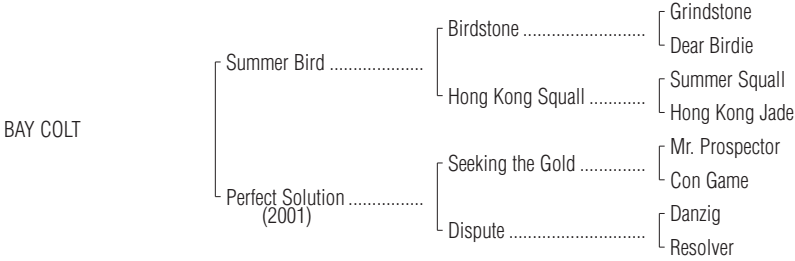 Grindstone
Birdstone ..........................
Dear Birdie
Summer Bird ....................
Summer Squall
Hong Kong Squall ............
Hong Kong Jade
BAY COLT
Mr. Prospector
Seeking the Gold ..............
Con Game
Perfect Solution ................
(2001)
Danzig
Dispute .............................
Resolver